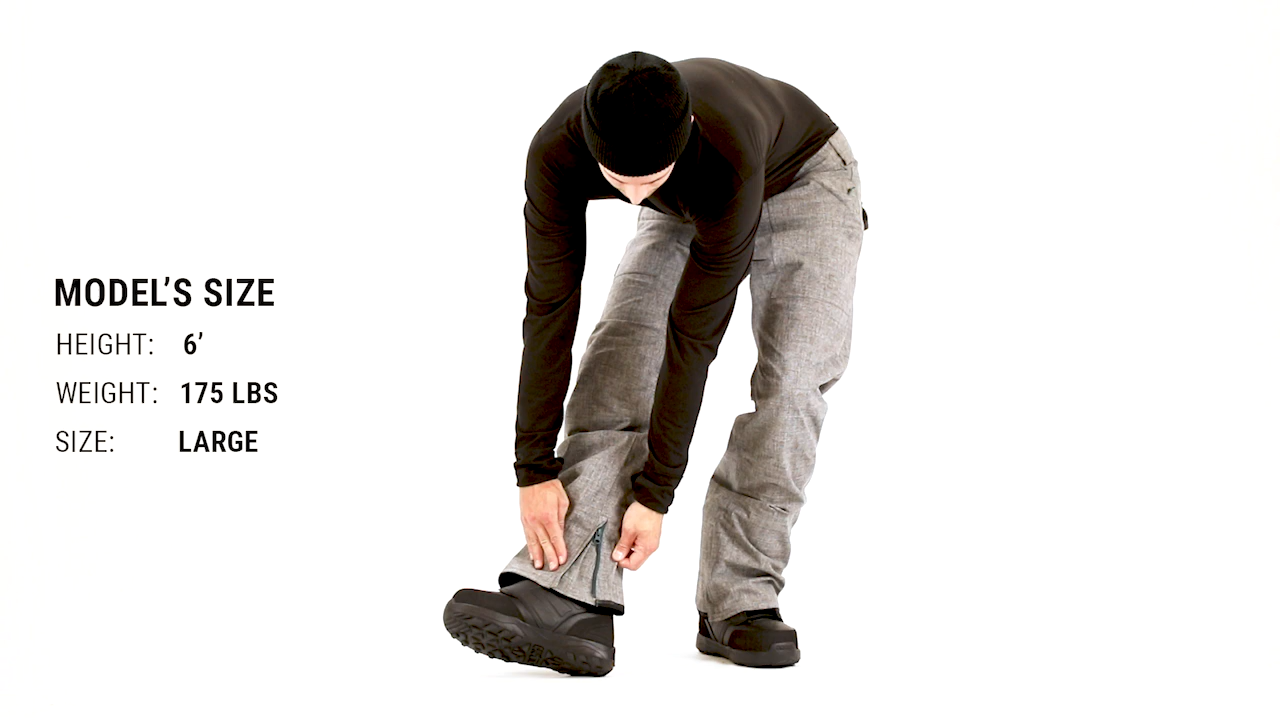 MODEL’S SIZE
HEIGHT: 6’
WEIGHT: 175 LBS
SIZE: LARGE